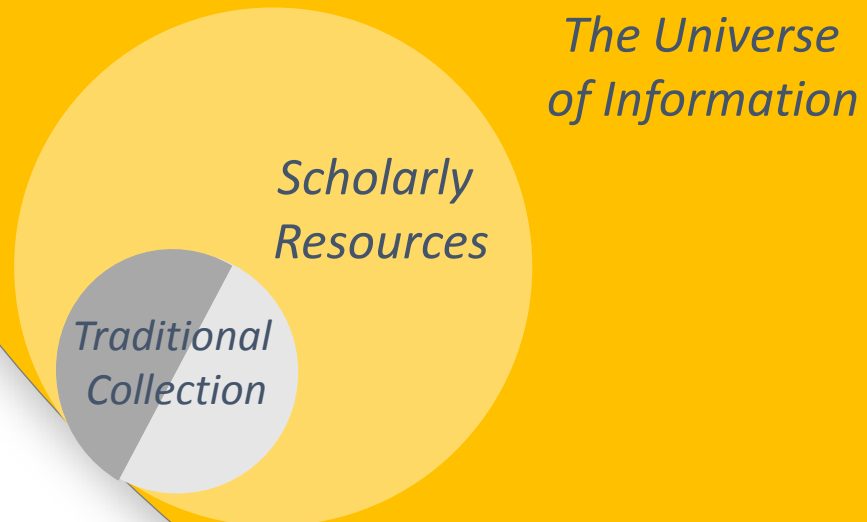 The Universe
of Information
Scholarly
Resources
Traditional
Collection